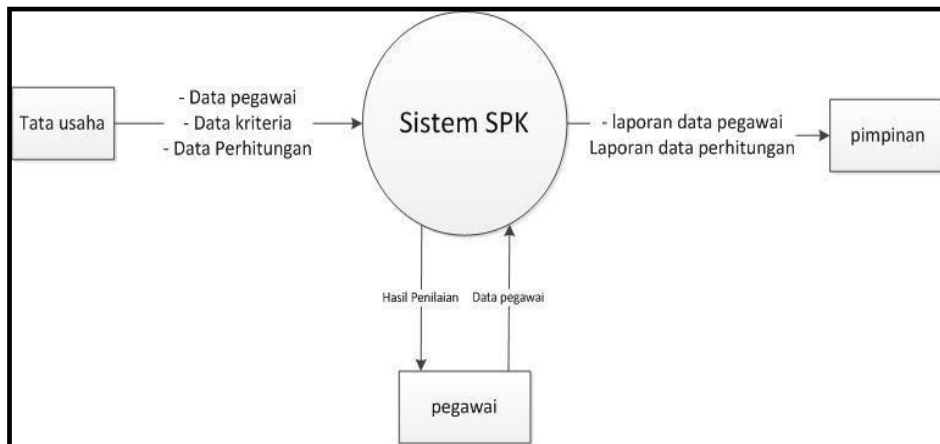 Tata usaha
- Data pegawai
- Data kriteria
- Data Perhitungan
Sistem SPK
- laporan data pegawai
Laporan data perhitungan
pimpinan
Hasil Penilaian
Data pegawai
pegawai